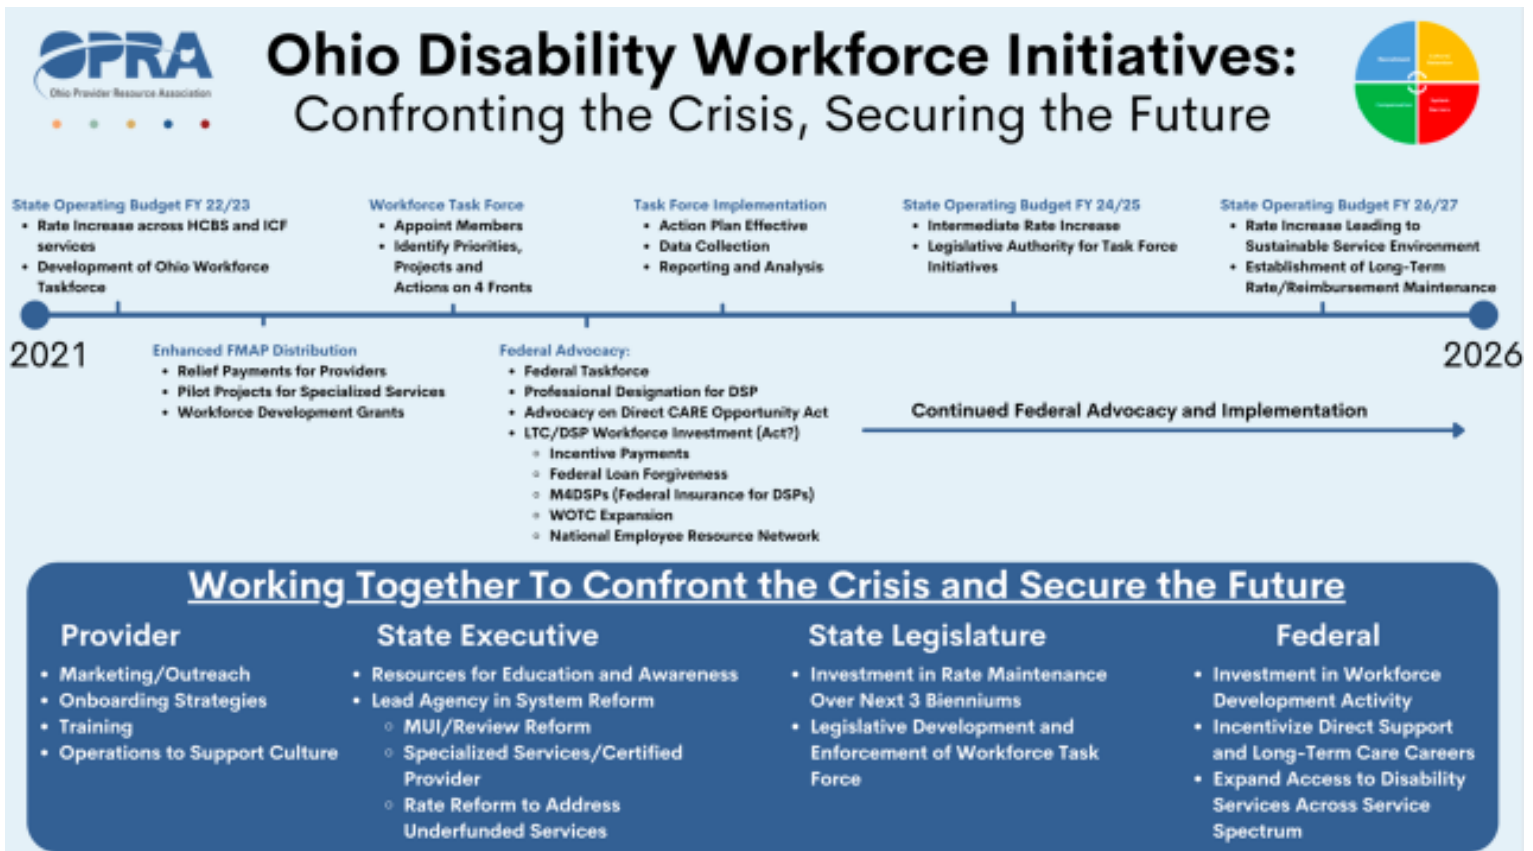 OPRA
Ohio Provider Resource Association
Ohio Disability Workforce Initiatives:
Confronting the Crisis, Securing the Future
State Operating Budget FY 22/23
• Rate Increase across HCBS and ICF
services
• Development of Ohio Workforce
Taskforce
Workforce Task Force
• Appoint Members
• Identify Priorities,
Projects and
Actions on 4 Fronts
Task Force Implementation
• Action Plan Effective
• Data Collection
• Reporting and Analysis
State Operating Budget FY 24/25
• Intermediate Rate Increase
• Legislative Authority for Task Force
Initiatives
State Operating Budget FY 26/27
• Rate Increase Leading to
Sustainable Service Environment
• Establishment of Long-Term
Rate/Reimbursement Maintenance
2021
2026
Enhanced FMAP Distribution
• Relief Payments for Providers
• Pilot Projects for Specialized Services
• Workforce Development Grants
Federal Advocacy:
• Federal Taskforce
• Professional Designation for DSP
• Advocacy on Direct CARE Opportunity Act
• LTC/DSP Workforce Investment (Act?)
◦ Incentive Payments
◦ Federal Loan Forgiveness
◦ M4DSPs (Federal Insurance for DSPs)
◦ WOTC Expansion
◦ National Employee Resource Network
Continued Federal Advocacy and Implementation
Working Together To Confront the Crisis and Secure the Future
Provider
• Marketing/Outreach
• Onboarding Strategies
• Training
• Operations to Support Culture
State Executive
• Resources for Education and Awareness
• Lead Agency in System Reform
◦ MUI/Review Reform
◦ Specialized Services/Certified
Provider
◦ Rate Reform to Address
Underfunded Services
State Legislature
• Investment in Rate Maintenance
Over Next 3 Bienniums
• Legislative Development and
Enforcement of Workforce Task
Force
Federal
• Investment in Workforce
Development Activity
• Incentivize Direct Support
and Long-Term Care Careers
• Expand Access to Disability
Services Across Service
Spectrum